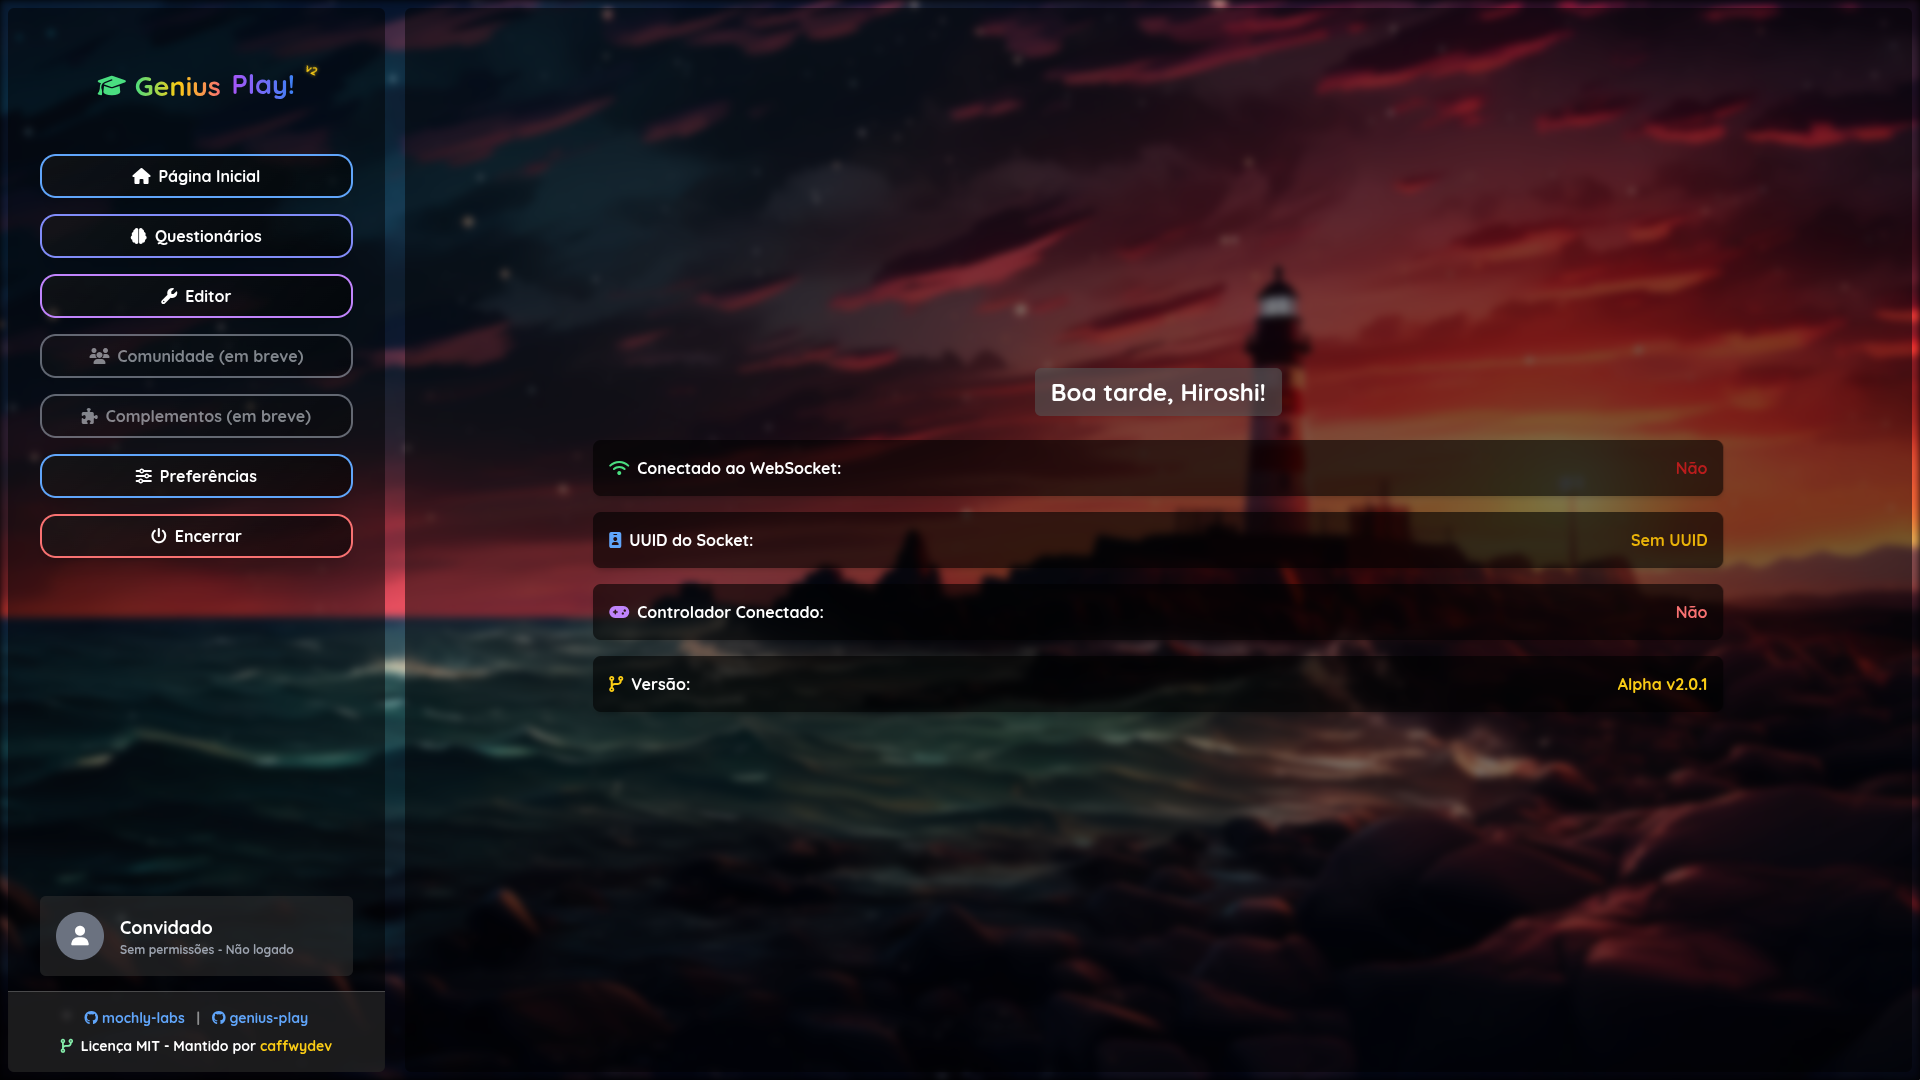 Genius Play! v2
Página Inicial
Questionários
Editor
Comunidade (em breve)
Complementos (em breve)
Preferências
Encerrar
Convidado
Sem permissões - Não logado
mochly-labs | genius-play
Licença MIT - Mantido por caffwydev
Boa tarde, Hiroshi!
Conectado ao WebSocket: Não
UUID do Socket: Sem UUID
Controlador Conectado: Não
Versão: Alpha v2.0.1